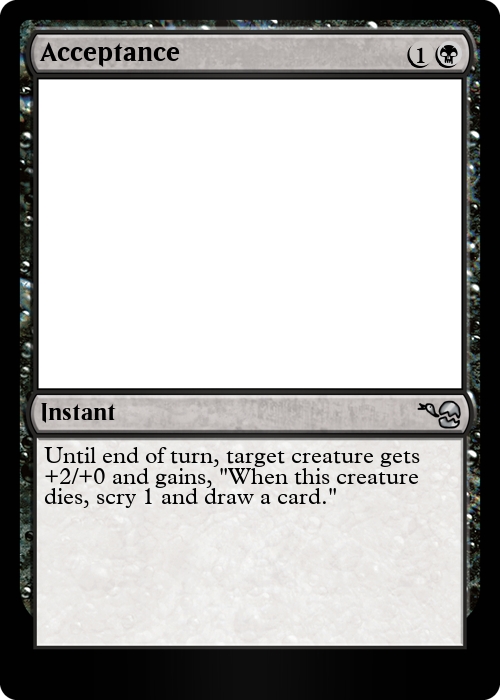 Acceptance 1
Instant
Until end of turn, target creature gets
+2/+0 and gains, "When this creature
dies, scry 1 and draw a card."